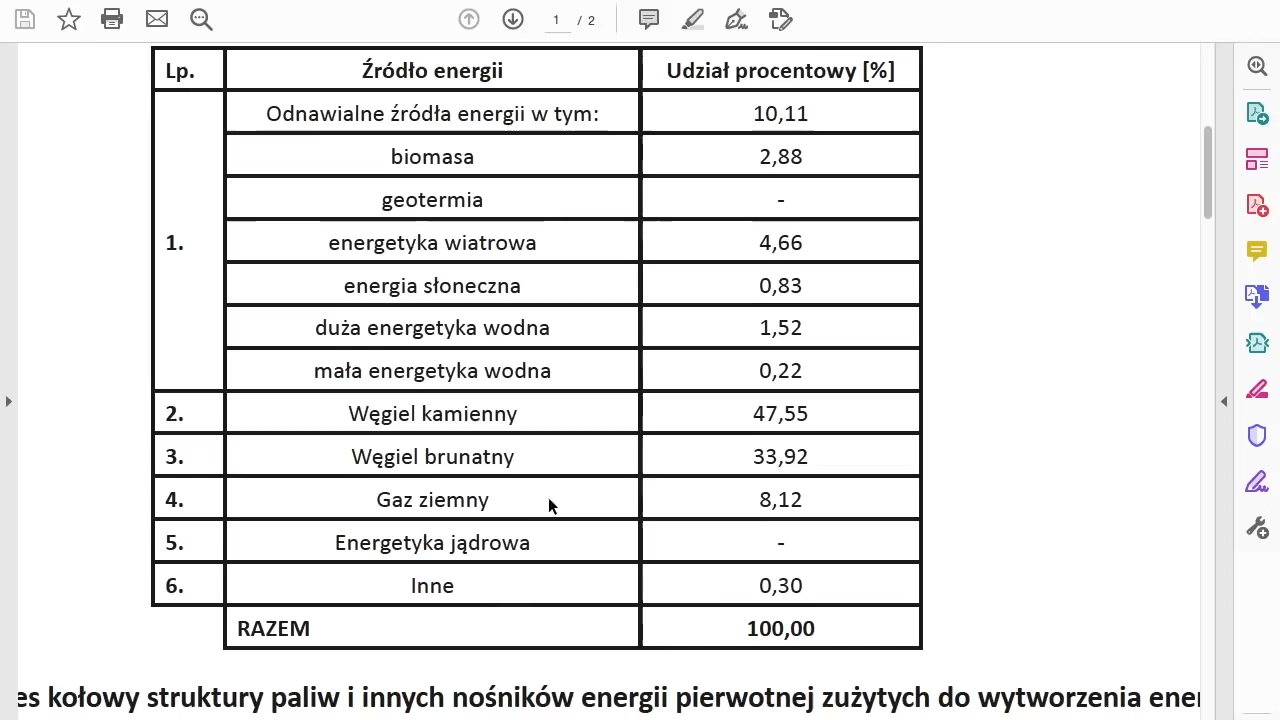 1 / 2
Lp. Źródło energii Udział procentowy [%]
Odnawialne źródła energii w tym: 10,11
biomasa 2,88
geotermia -
1. energetyka wiatrowa 4,66
energia słoneczna 0,83
duża energetyka wodna 1,52
mała energetyka wodna 0,22
2. Węgiel kamienny 47,55
3. Węgiel brunatny 33,92
4. Gaz ziemny 8,12
5. Energetyka jądrowa -
6. Inne 0,30
RAZEM 100,00
es kołowy struktury paliw i innych nośników energii pierwotnej zużytych do wytworzenia ener